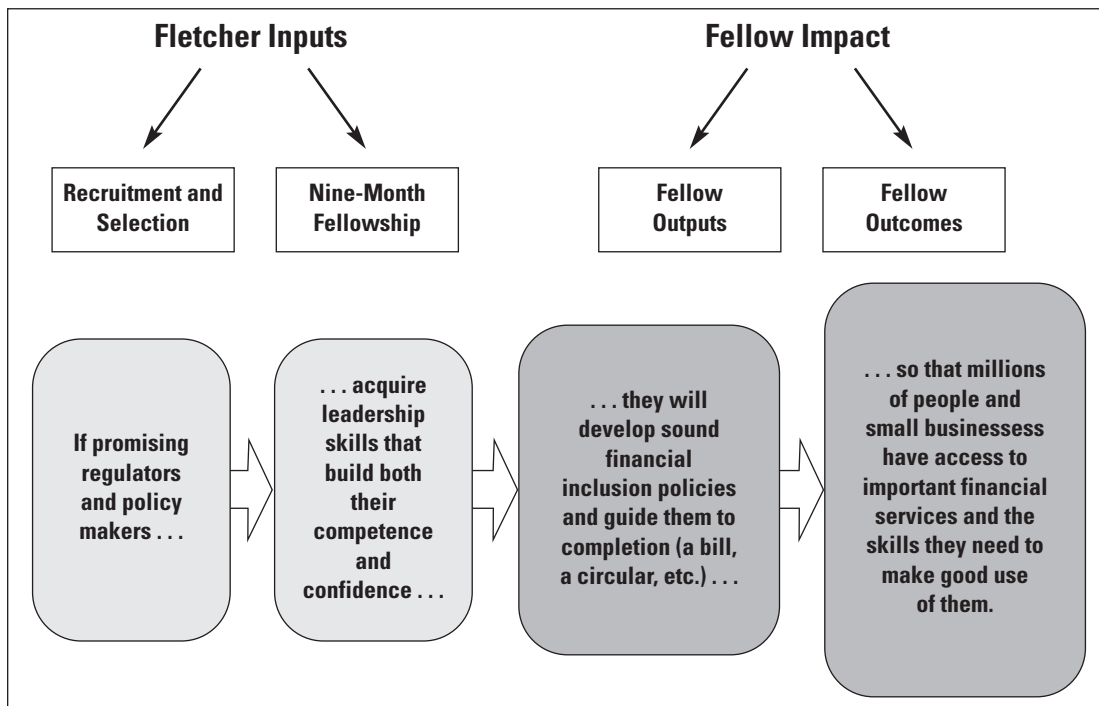 Fletcher Inputs
Fellow Impact
Recruitment and
Selection
Nine-Month
Fellowship
Fellow
Outputs
Fellow
Outcomes
If promising
regulators
and policy
makers . . .
. . . acquire
leadership
skills that
build both
their
competence
and
confidence . . .
. . . they will
develop sound
financial
inclusion policies
and guide them to
completion (a bill,
a circular, etc.) . . .
. . . so that millions
of people and
small businessess
have access to
important financial
services and the
skills they need to
make good use
of them.